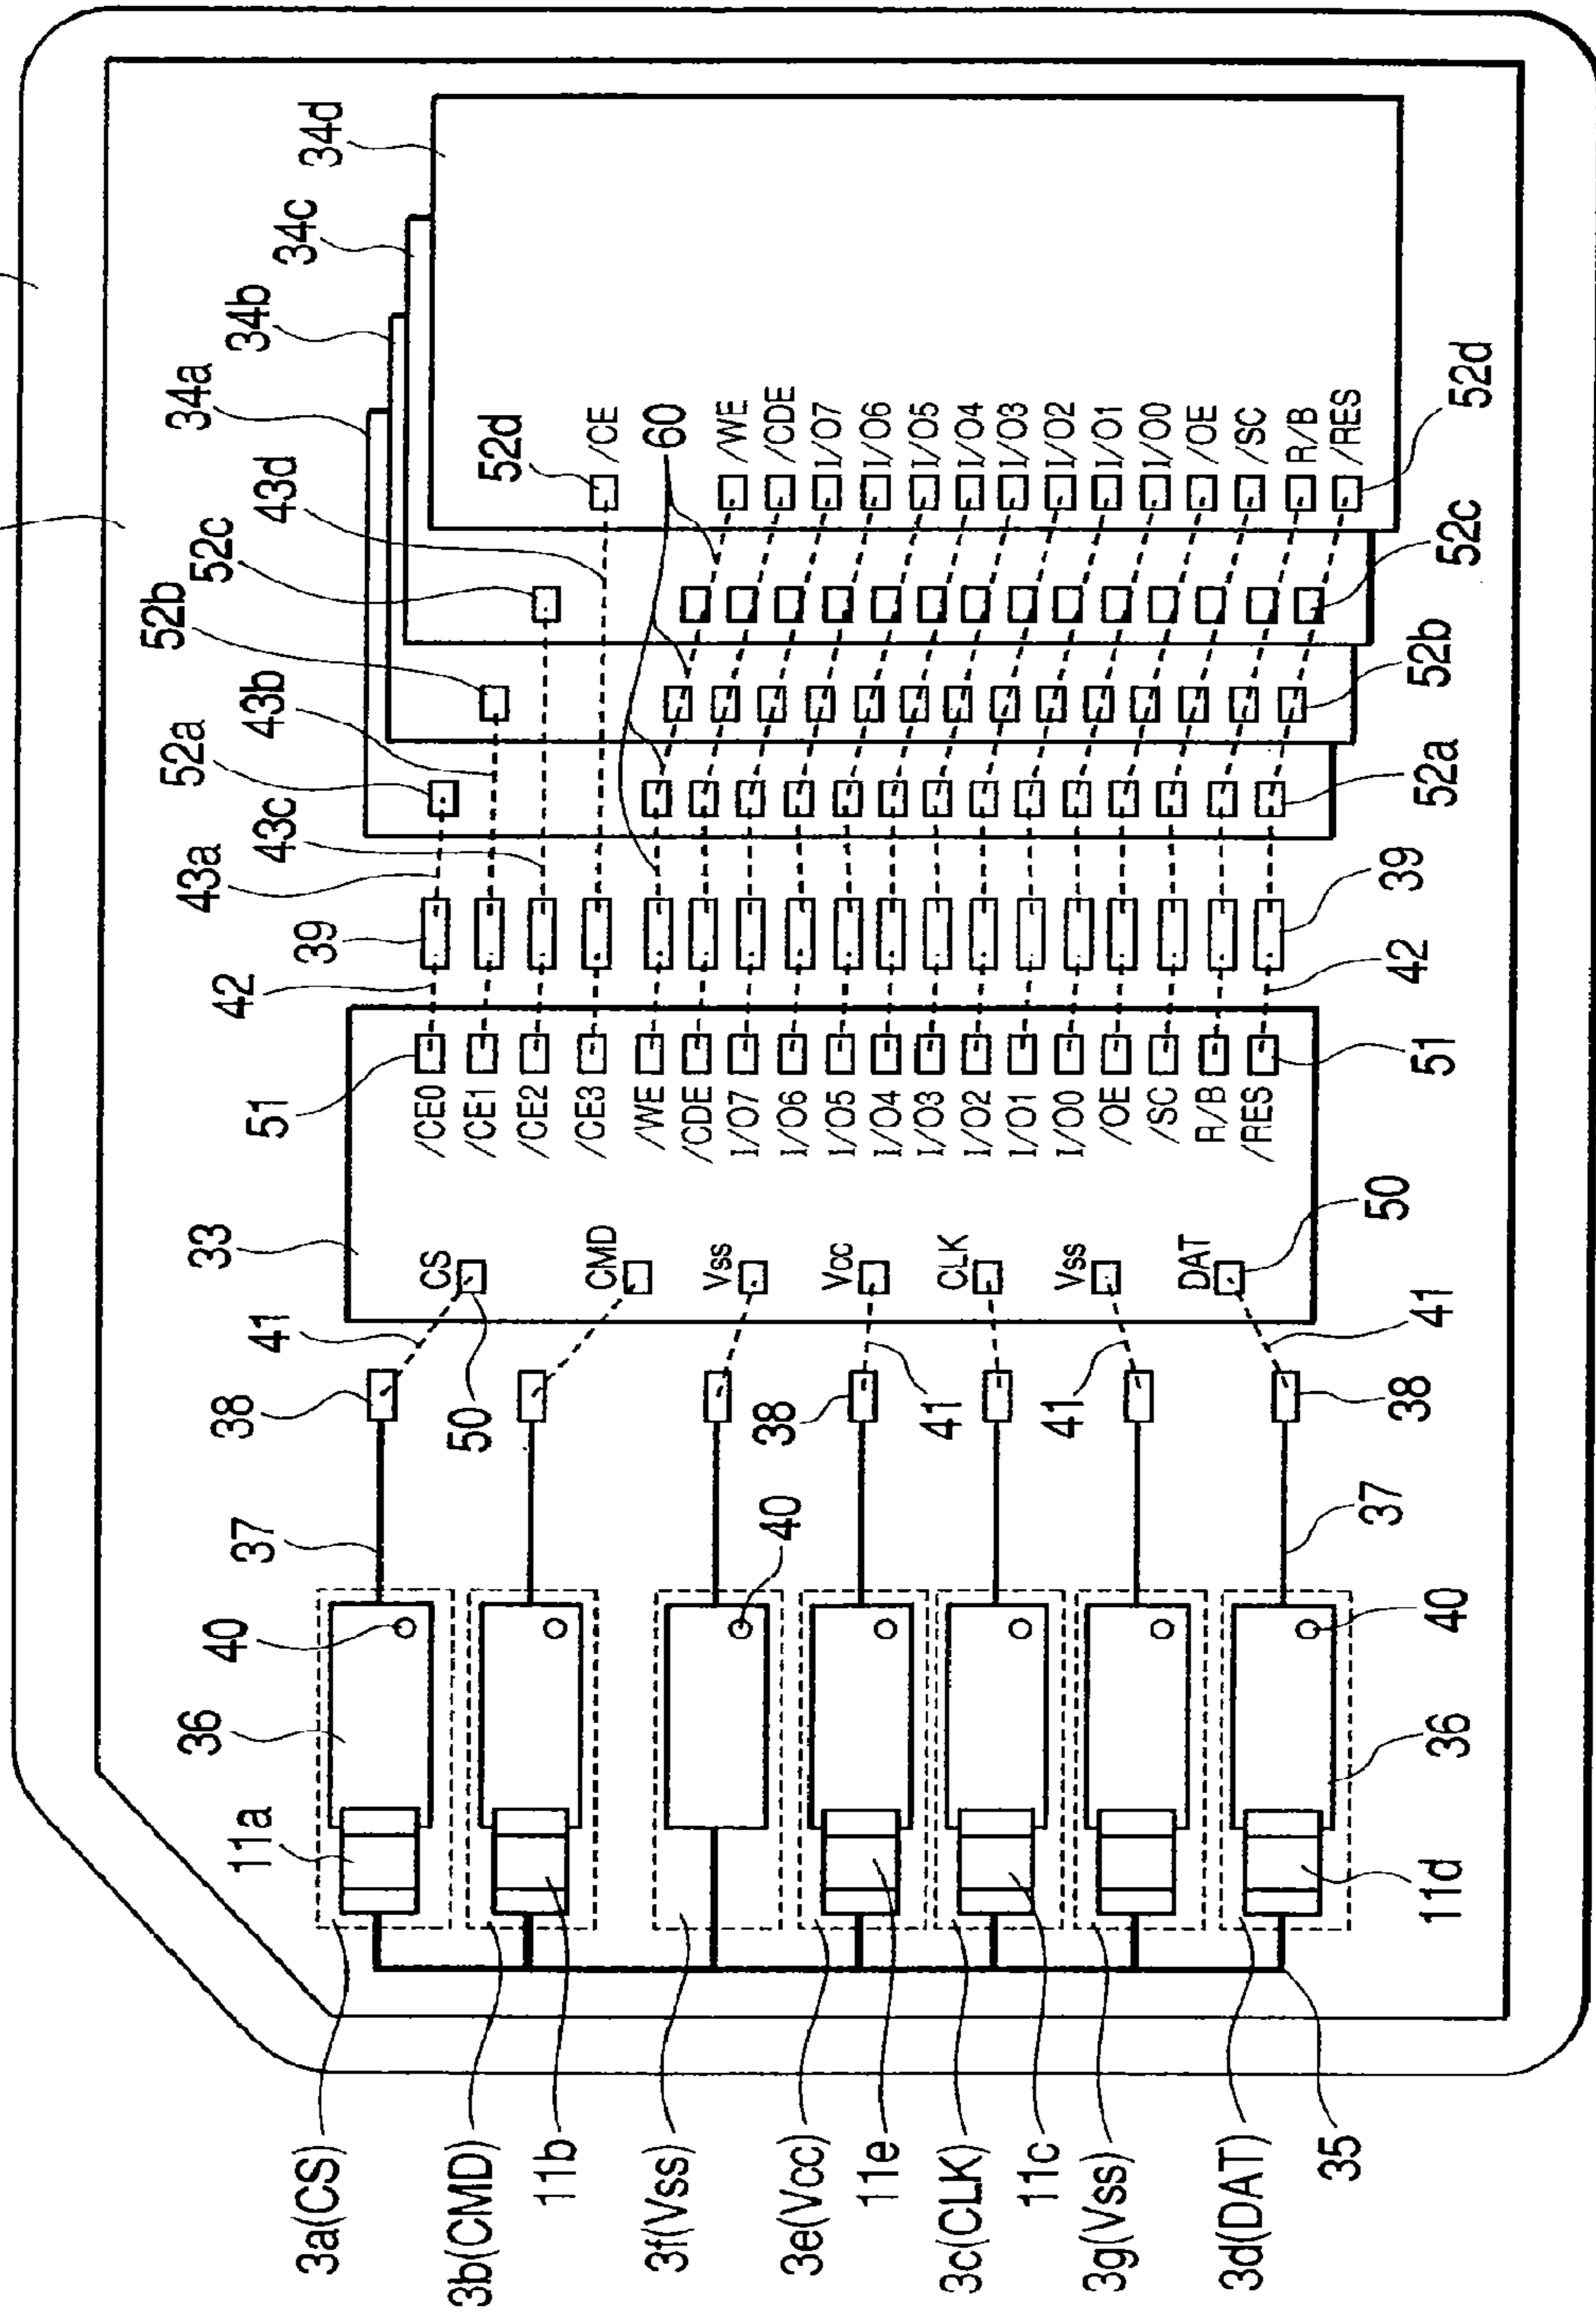 34a
34b
34c
34d
52a
43b
52b
52c
43d
52d
/CE
43a
43c
60
39
42
51
/CE0
/CE1
/CE2
/CE3
/WE
/CDE
I/O7
I/O6
I/O5
I/O4
I/O3
I/O2
I/O1
I/O0
/OE
/SC
R/B
/RES
/WE
/CDE
I/O7
I/O6
I/O5
I/O4
I/O3
I/O2
I/O1
I/O0
/OE
/SC
R/B
/RES
52a
52b
52c
52d
39
42
51
33
CS
CMD
Vss
Vcc
CLK
Vss
DAT
50
50
41
41
41
41
38
38
38
37
37
40
40
40
36
36
11a
11d
3a(CS)
3b(CMD)
11b
3f(Vss)
3e(Vcc)
11e
3c(CLK)
11c
3g(Vss)
3d(DAT)
35